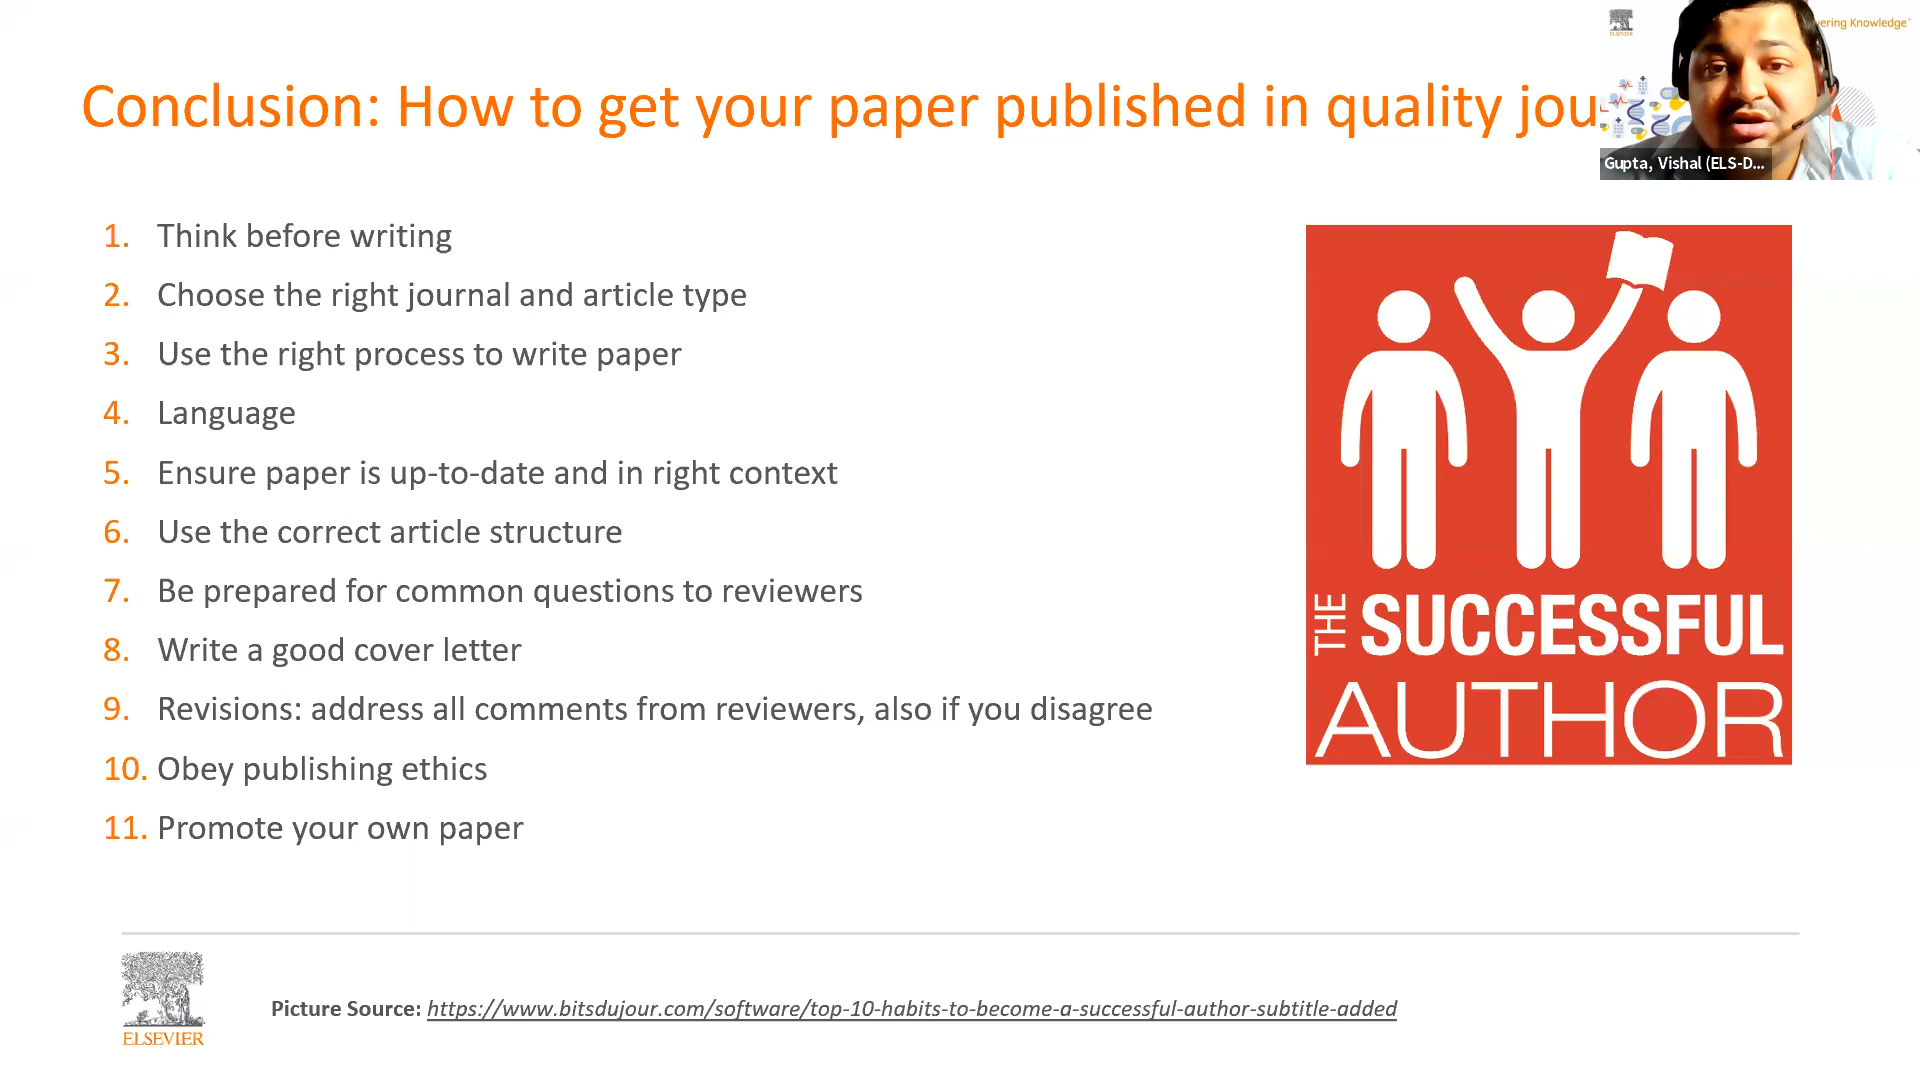 Conclusion: How to get your paper published in quality jou
ELSEVIER
ering Knowledge™
Gupta, Vishal (ELS-D...
1. Think before writing
2. Choose the right journal and article type
3. Use the right process to write paper
4. Language
5. Ensure paper is up-to-date and in right context
6. Use the correct article structure
7. Be prepared for common questions to reviewers
8. Write a good cover letter
9. Revisions: address all comments from reviewers, also if you disagree
10. Obey publishing ethics
11. Promote your own paper
THE SUCCESSFUL
AUTHOR
ELSEVIER
Picture Source: https://www.bitsdujour.com/software/top-10-habits-to-become-a-successful-author-subtitle-added